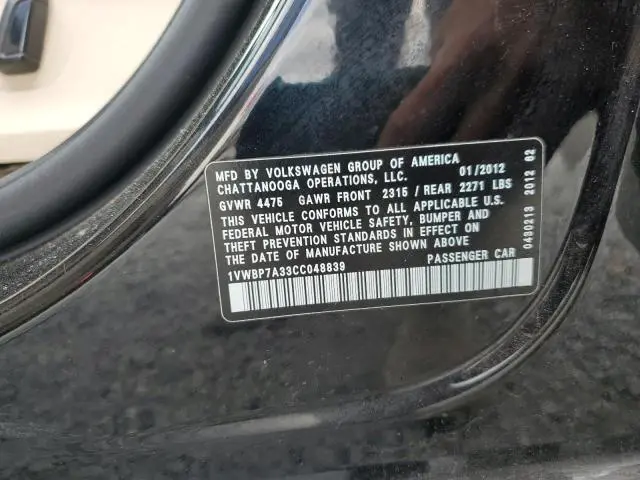 MFD BY VOLKSWAGEN GROUP OF AMERICA
CHATTANOOGA OPERATIONS, LLC. 01/2012
GVWR 4475 GAWR FRONT 2315 / REAR 2271 LBS
THIS VEHICLE CONFORMS TO ALL APPLICABLE U.S.
FEDERAL MOTOR VEHICLE SAFETY, BUMPER AND
THEFT PREVENTION STANDARDS IN EFFECT ON
THE DATE OF MANUFACTURE SHOWN ABOVE
1VWBP7A33CC048839 PASSENGER CAR
0430213 2012 02